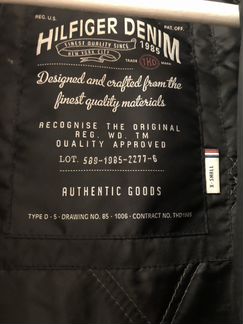 REG. U.S. PAT. OFF.
HILFIGER DENIM
FINEST QUALITY SINCE 1985
NEW YORK CITY
TRADE THD MARK
Designed and crafted from the
finest quality materials
RECOGNISE THE ORIGINAL
REG. WD. TM
QUALITY APPROVED
LOT. 589-1985-2277-6
AUTHENTIC GOODS
TYPE D - 5 - DRAWING NO. 85 - 1006 - CONTRACT NO. THD1985
X-SMALL